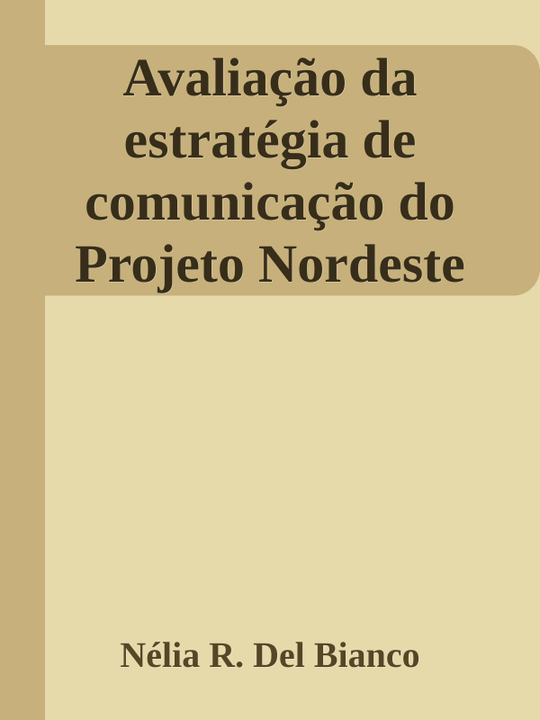 Avaliação da
estratégia de
comunicação do
Projeto Nordeste
Nélia R. Del Bianco